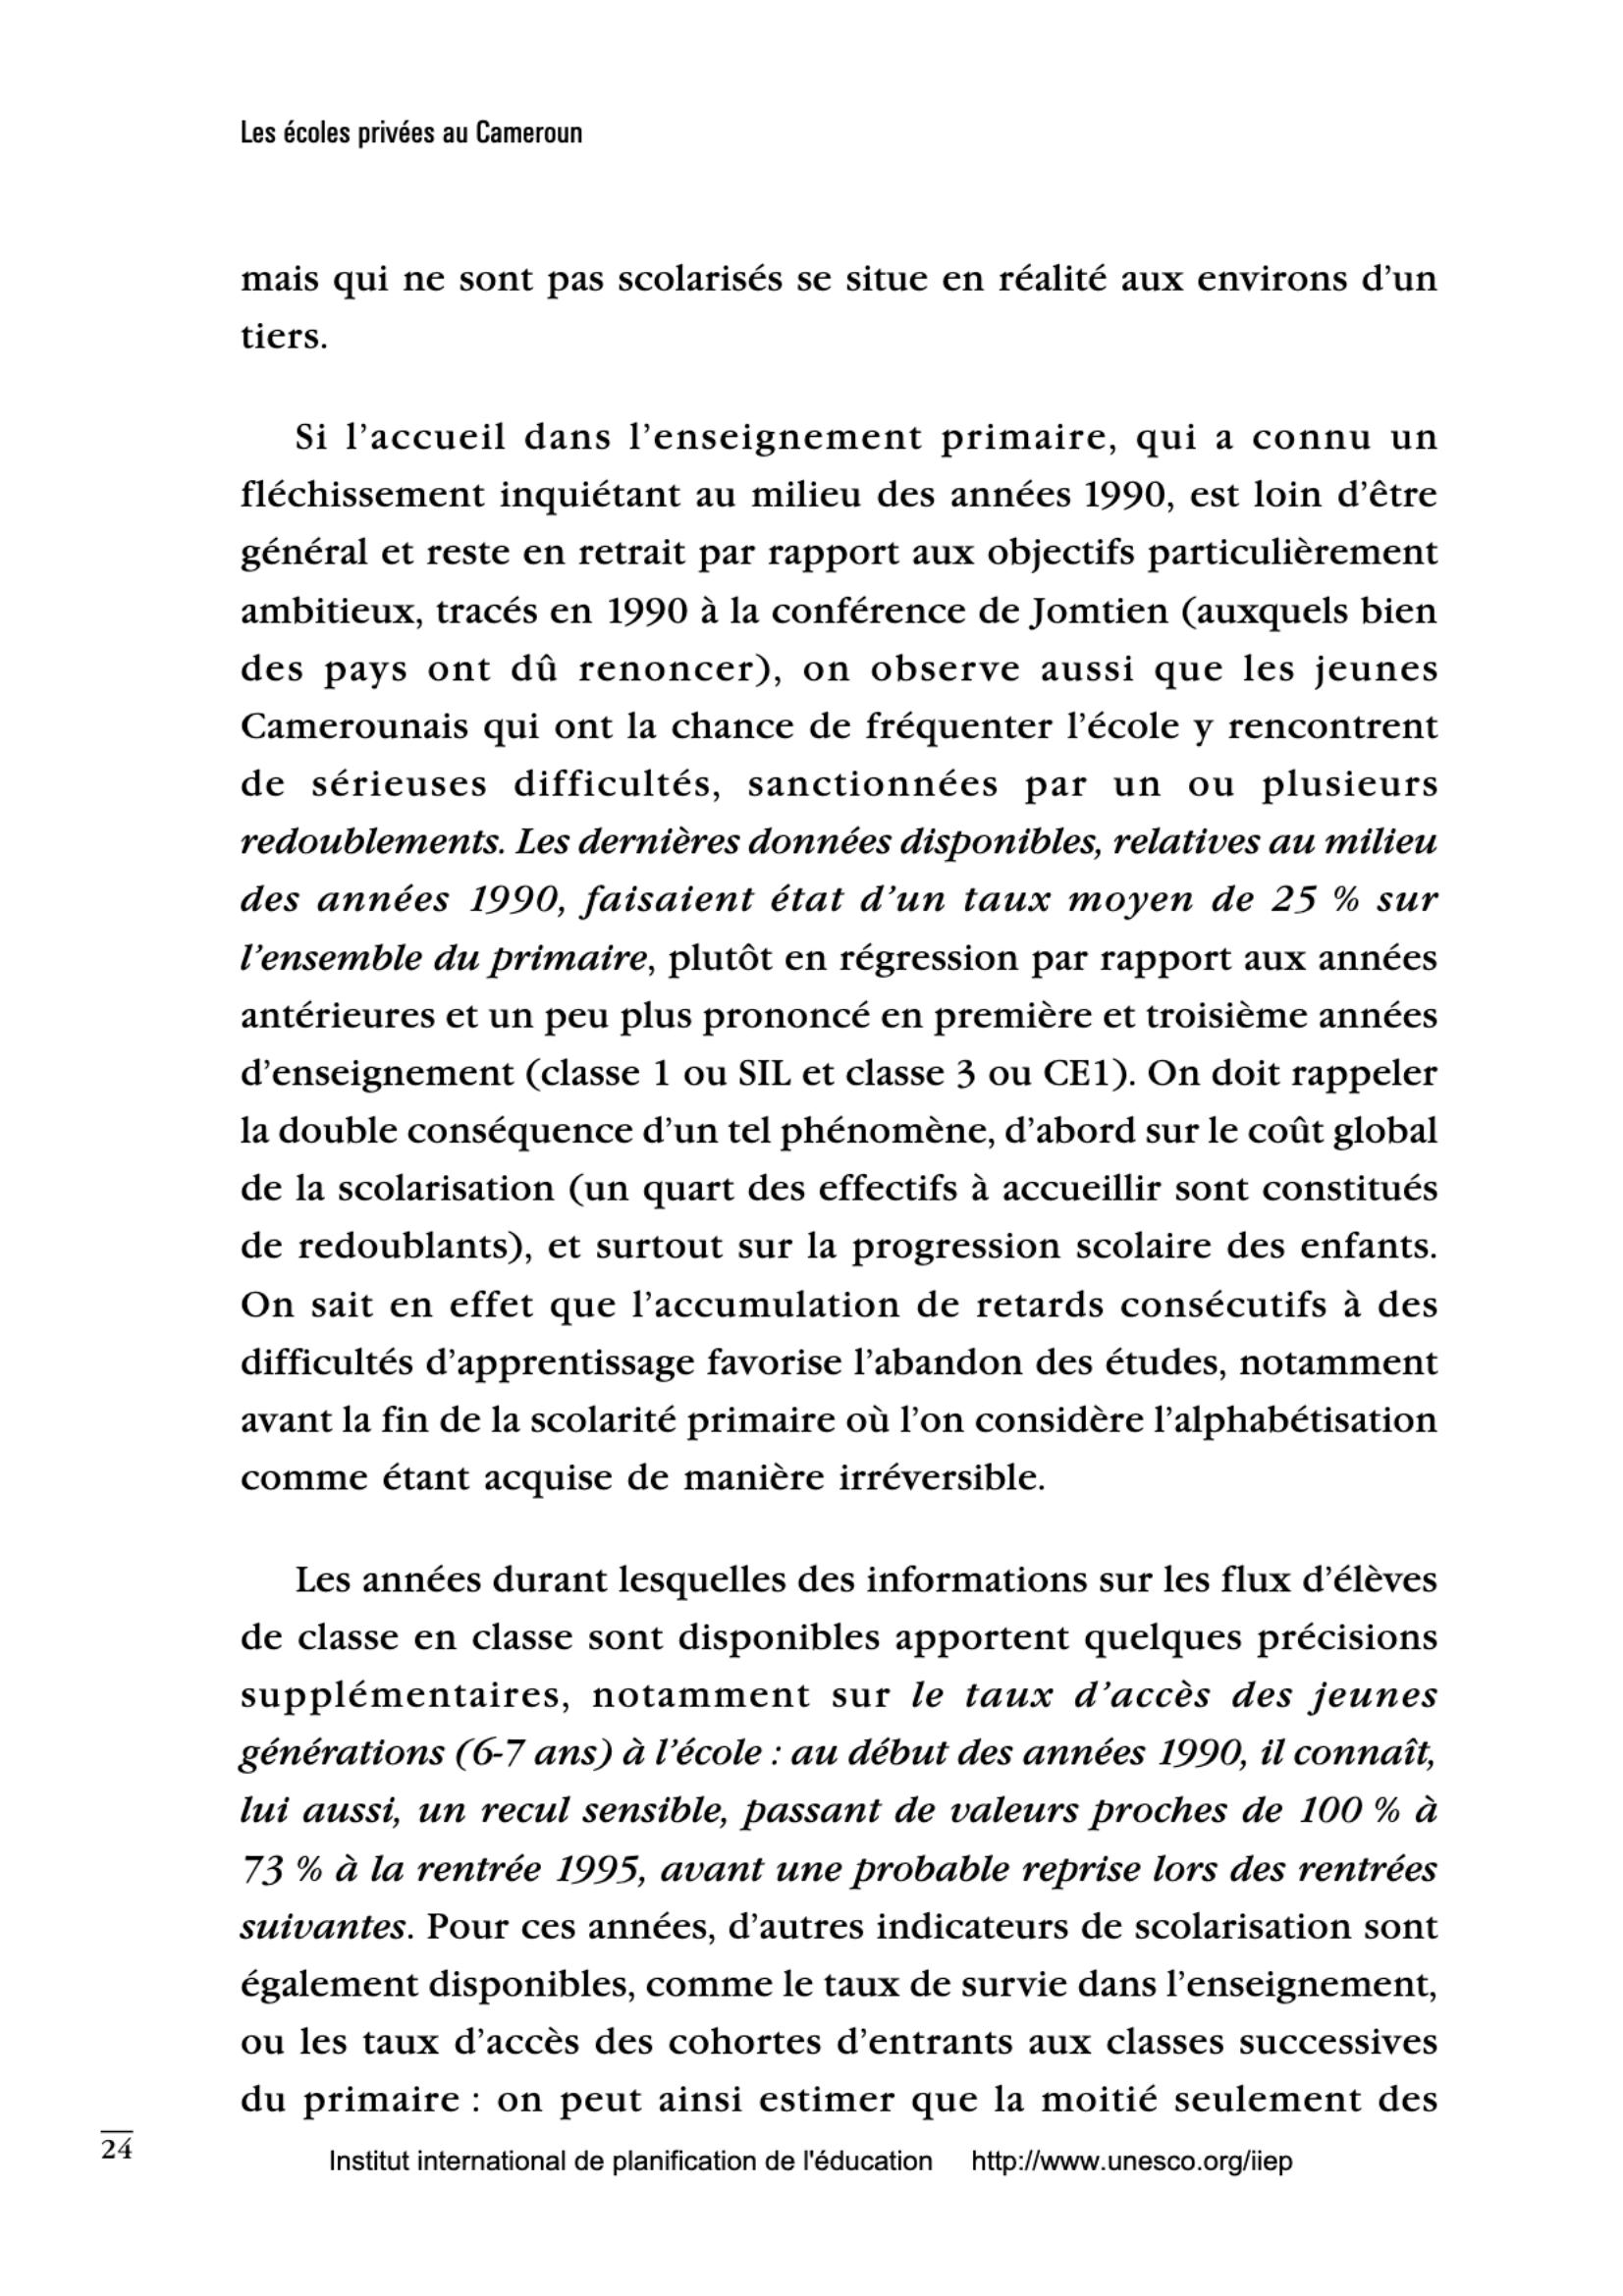 Les écoles privées au Cameroun
mais qui ne sont pas scolarisés se situe en réalité aux environs d’un
tiers.
Si l’accueil dans l’enseignement primaire, qui a connu un
fléchissement inquiétant au milieu des années 1990, est loin d’être
général et reste en retrait par rapport aux objectifs particulièrement
ambitieux, tracés en 1990 à la conférence de Jomtien (auxquels bien
des pays ont dû renoncer), on observe aussi que les jeunes
Camerounais qui ont la chance de fréquenter l’école y rencontrent
de sérieuses difficultés, sanctionnées par un ou plusieurs
redoublements. Les dernières données disponibles, relatives au milieu
des années 1990, faisaient état d’un taux moyen de 25 % sur
l’ensemble du primaire, plutôt en régression par rapport aux années
antérieures et un peu plus prononcé en première et troisième années
d’enseignement (classe 1 ou SIL et classe 3 ou CE1). On doit rappeler
la double conséquence d’un tel phénomène, d’abord sur le coût global
de la scolarisation (un quart des effectifs à accueillir sont constitués
de redoublants), et surtout sur la progression scolaire des enfants.
On sait en effet que l’accumulation de retards consécutifs à des
difficultés d’apprentissage favorise l’abandon des études, notamment
avant la fin de la scolarité primaire où l’on considère l’alphabétisation
comme étant acquise de manière irréversible.
Les années durant lesquelles des informations sur les flux d’élèves
de classe en classe sont disponibles apportent quelques précisions
supplémentaires, notamment sur le taux d’accès des jeunes
générations (6-7 ans) à l’école : au début des années 1990, il connaît,
lui aussi, un recul sensible, passant de valeurs proches de 100 % à
73 % à la rentrée 1995, avant une probable reprise lors des rentrées
suivantes. Pour ces années, d’autres indicateurs de scolarisation sont
également disponibles, comme le taux de survie dans l’enseignement,
ou les taux d’accès des cohortes d’entrants aux classes successives
du primaire : on peut ainsi estimer que la moitié seulement des
24
Institut international de planification de l'éducation http://www.unesco.org/iiep